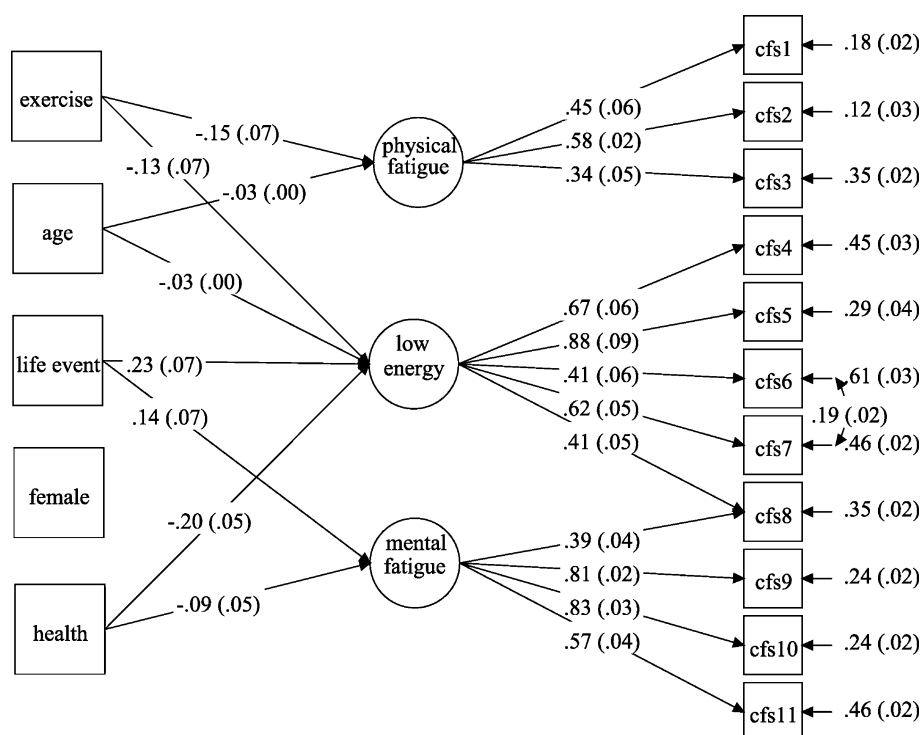 exercise
age
life event
female
health
-.15 (.07)
-.13 (.07)
-.03 (.00)
-.03 (.00)
.23 (.07)
.14 (.07)
-.20 (.05)
-.09 (.05)
physical
fatigue
low
energy
mental
fatigue
.45 (.06)
.58 (.02)
.34 (.05)
.67 (.06)
.88 (.09)
.41 (.06)
.62 (.05)
.41 (.05)
.39 (.04)
.81 (.02)
.83 (.03)
.57 (.04)
cfs1
.18 (.02)
cfs2
.12 (.03)
cfs3
.35 (.02)
cfs4
.45 (.03)
cfs5
.29 (.04)
cfs6
.61 (.03)
.19 (.02)
cfs7
.46 (.02)
cfs8
.35 (.02)
cfs9
.24 (.02)
cfs10
.24 (.02)
cfs11
.46 (.02)